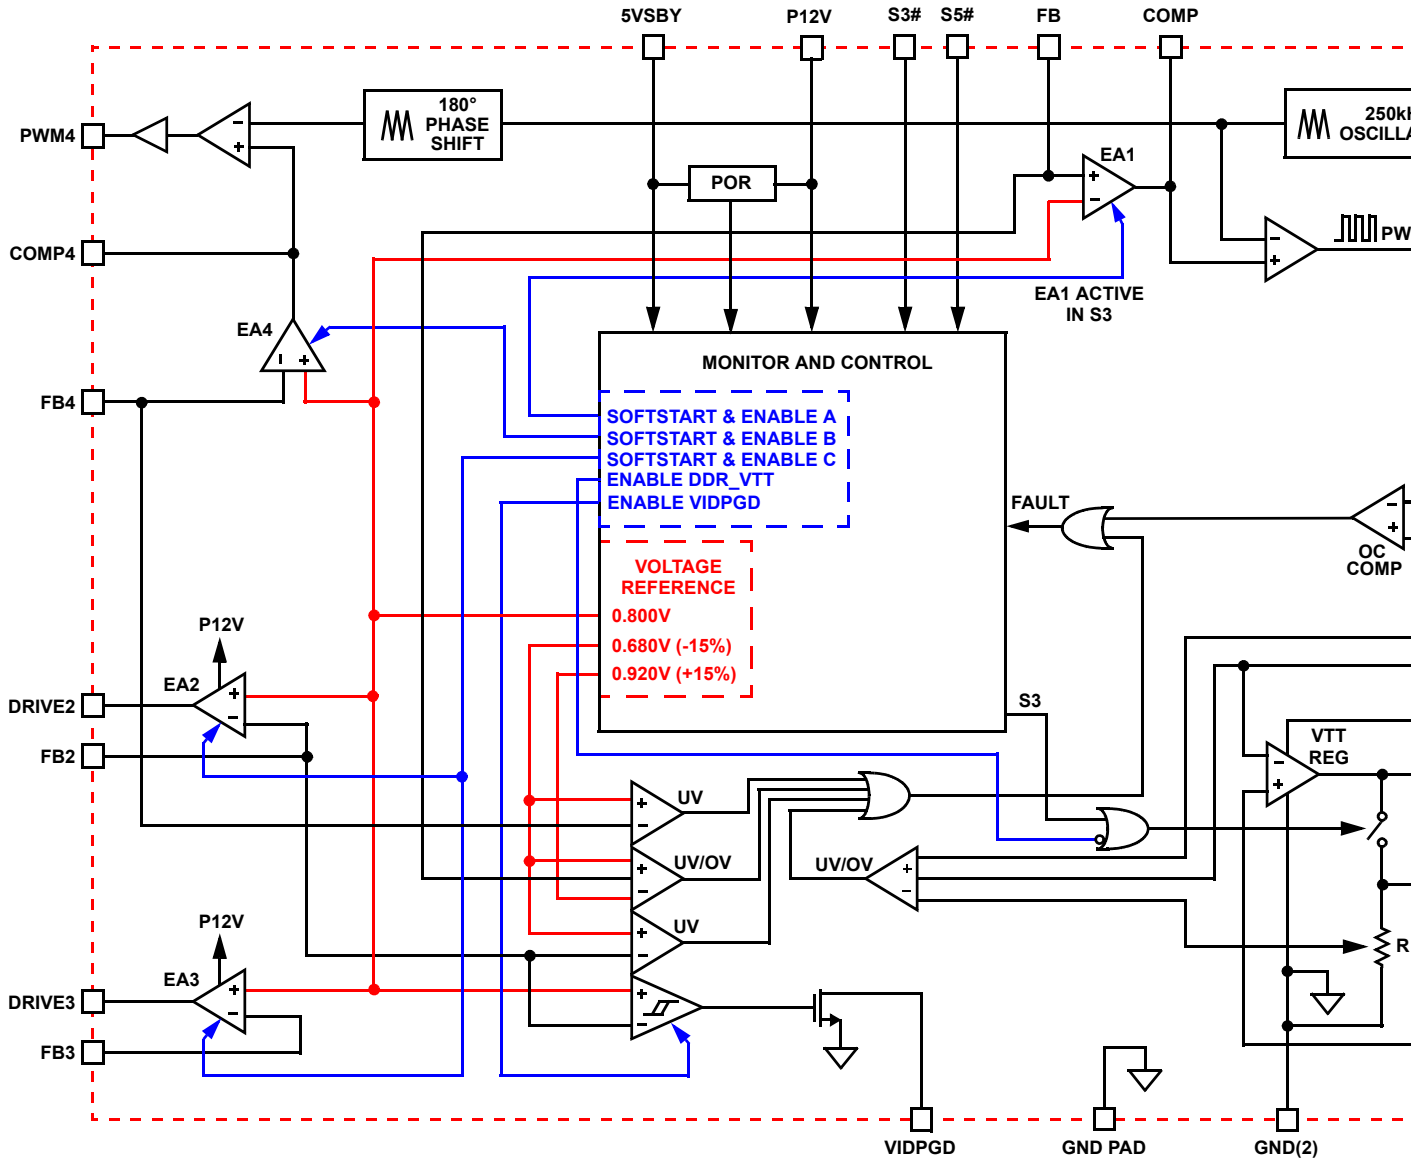 5VSBY
P12V
S3#
S5#
FB
COMP
PWM4
180°
PHASE
SHIFT
250kH
OSCILLA
EA1
POR
PW
COMP4
EA1 ACTIVE
IN S3
EA4
MONITOR AND CONTROL
FB4
SOFTSTART & ENABLE A
SOFTSTART & ENABLE B
SOFTSTART & ENABLE C
ENABLE DDR_VTT
ENABLE VIDPGD
FAULT
OC
COMP
VOLTAGE
REFERENCE
0.800V
0.680V (-15%)
0.920V (+15%)
P12V
EA2
DRIVE2
FB2
S3
VTT
REG
UV
UV/OV
UV/OV
UV
P12V
EA3
DRIVE3
FB3
R
VIDPGD
GND PAD
GND(2)